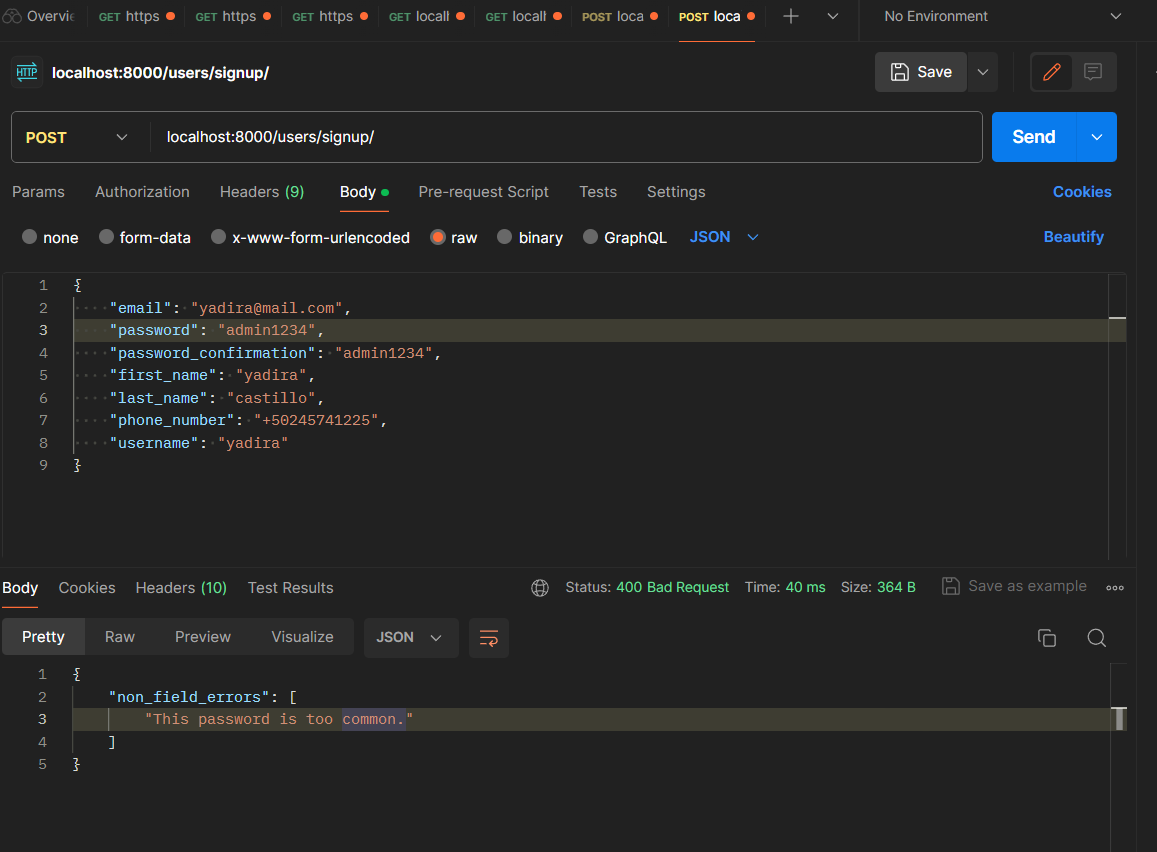 Overvie GET https GET https GET https GET locall GET locall POST loca POST loca No Environment
HTTP localhost:8000/users/signup/ Save
POST localhost:8000/users/signup/ Send
Params Authorization Headers (9) Body Pre-request Script Tests Settings Cookies
none form-data x-www-form-urlencoded raw binary GraphQL JSON Beautify
1 {
2 "email": "yadira@mail.com",
3 "password": "admin1234",
4 "password_confirmation": "admin1234",
5 "first_name": "yadira",
6 "last_name": "castillo",
7 "phone_number": "+50245741225",
8 "username": "yadira"
9 }
Body Cookies Headers (10) Test Results Status: 400 Bad Request Time: 40 ms Size: 364 B Save as example
Pretty Raw Preview Visualize JSON
1 {
2 "non_field_errors": [
3 "This password is too common."
4 ]
5 }